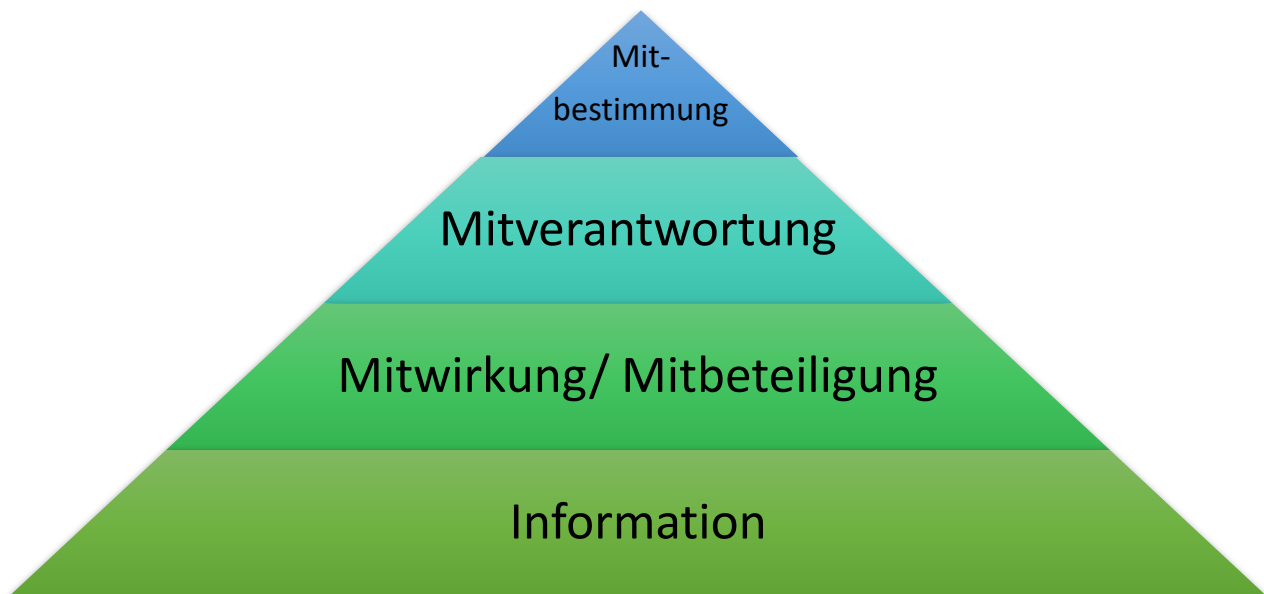 Mit-
bestimmung
Mitverantwortung
Mitwirkung/ Mitbeteiligung
Information